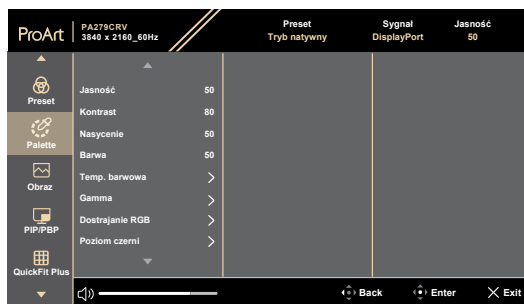 ProArt
PA279CRV
3840 x 2160_60Hz
Preset
Tryb natywny
Sygnał
DisplayPort
Jasność
50
Preset
Palette
Obraz
PIP/PBP
QuickFit Plus
Jasność 50
Kontrast 80
Nasycenie 50
Barwa 50
Temp. barwowa
Gamma
Dostrajanie RGB
Poziom czerni
Back
Enter
Exit